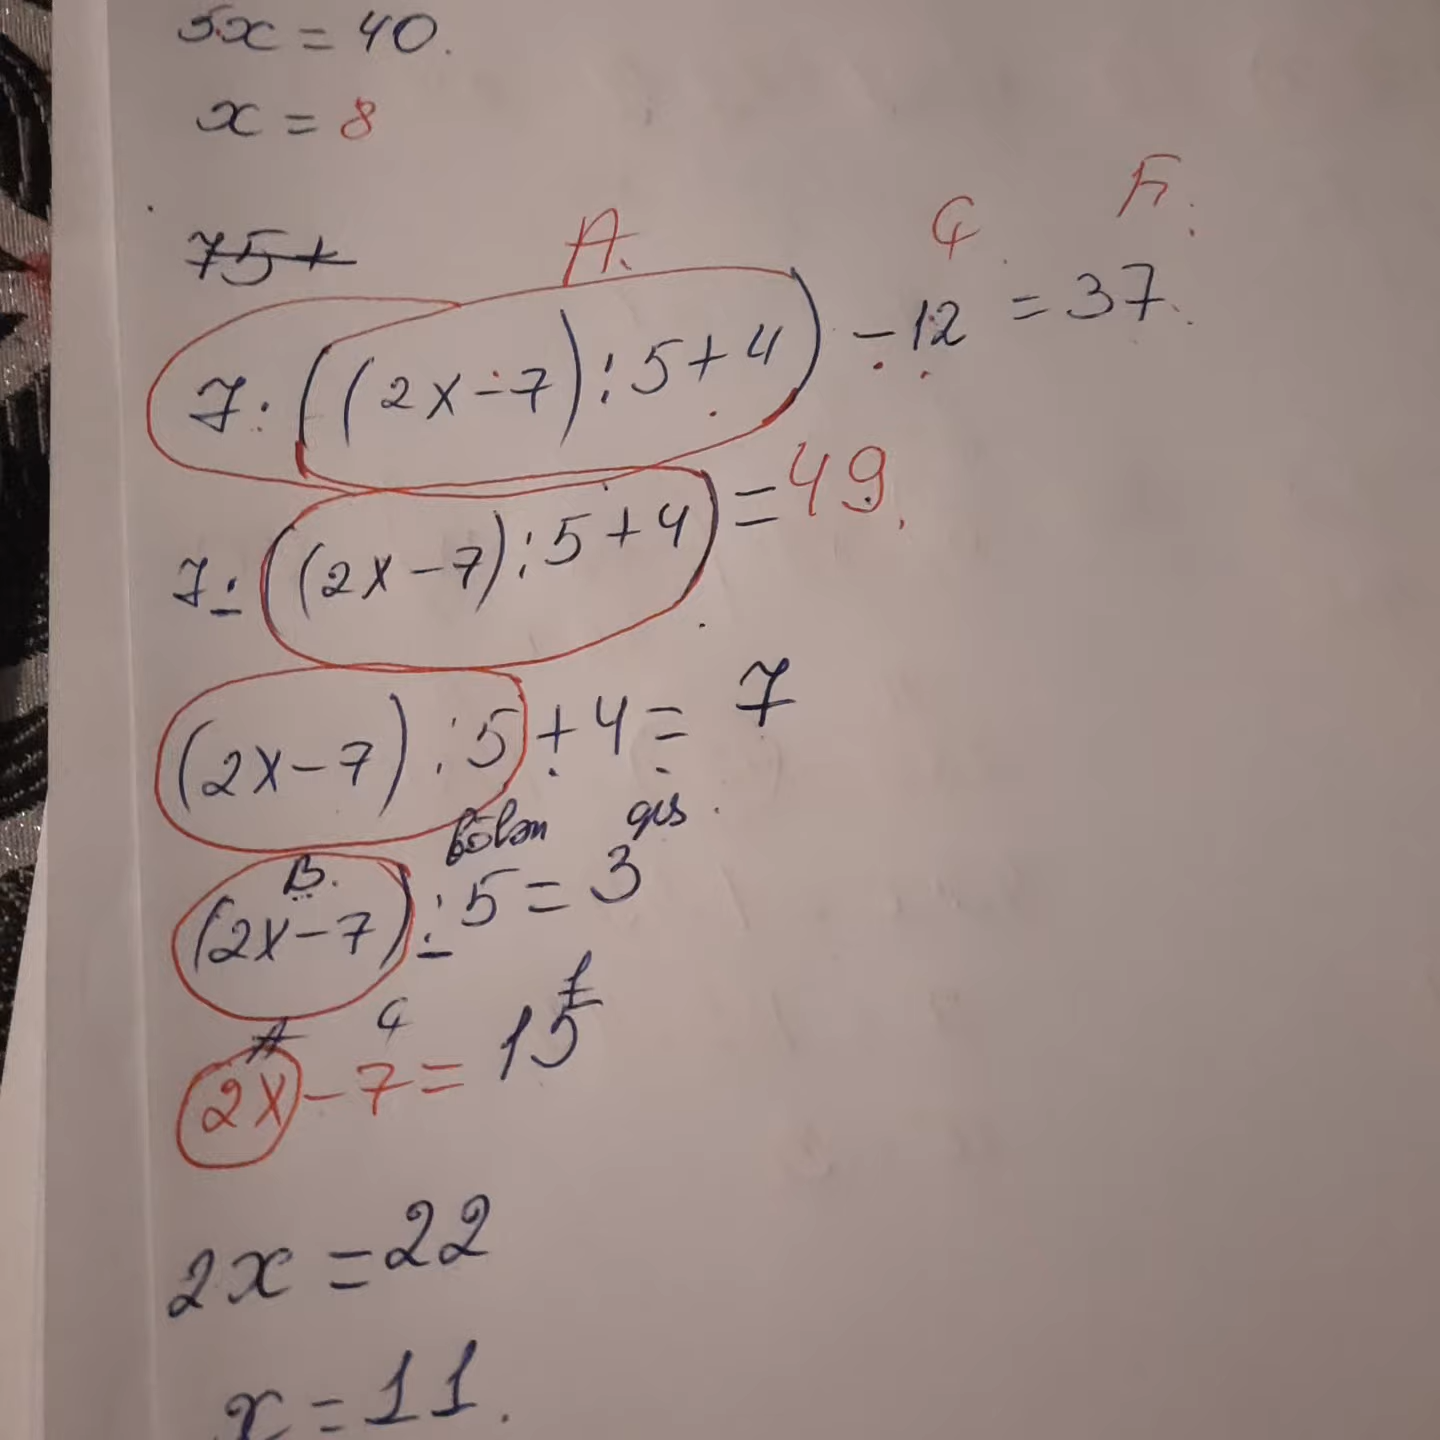 5x = 40.
x = 8
75+
A. Ç. F.
7·((2x-7):5+4) -12 = 37.
7·((2x-7):5+4) = 49.
(2x-7):5+4 = 7
bölən qis.
B.
(2x-7):5 = 3
A Ç f
2x-7 = 15
2x = 22
x = 11.